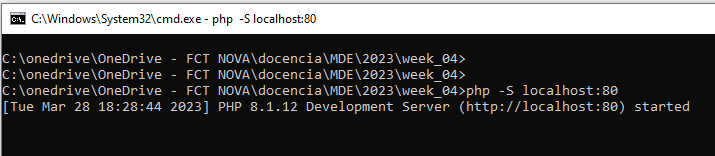 C:\Windows\System32\cmd.exe - php  -S localhost:80
C:\onedrive\OneDrive - FCT NOVA\docencia\MDE\2023\week_04>
C:\onedrive\OneDrive - FCT NOVA\docencia\MDE\2023\week_04>
C:\onedrive\OneDrive - FCT NOVA\docencia\MDE\2023\week_04>php -S localhost:80
[Tue Mar 28 18:28:44 2023] PHP 8.1.12 Development Server (http://localhost:80) started